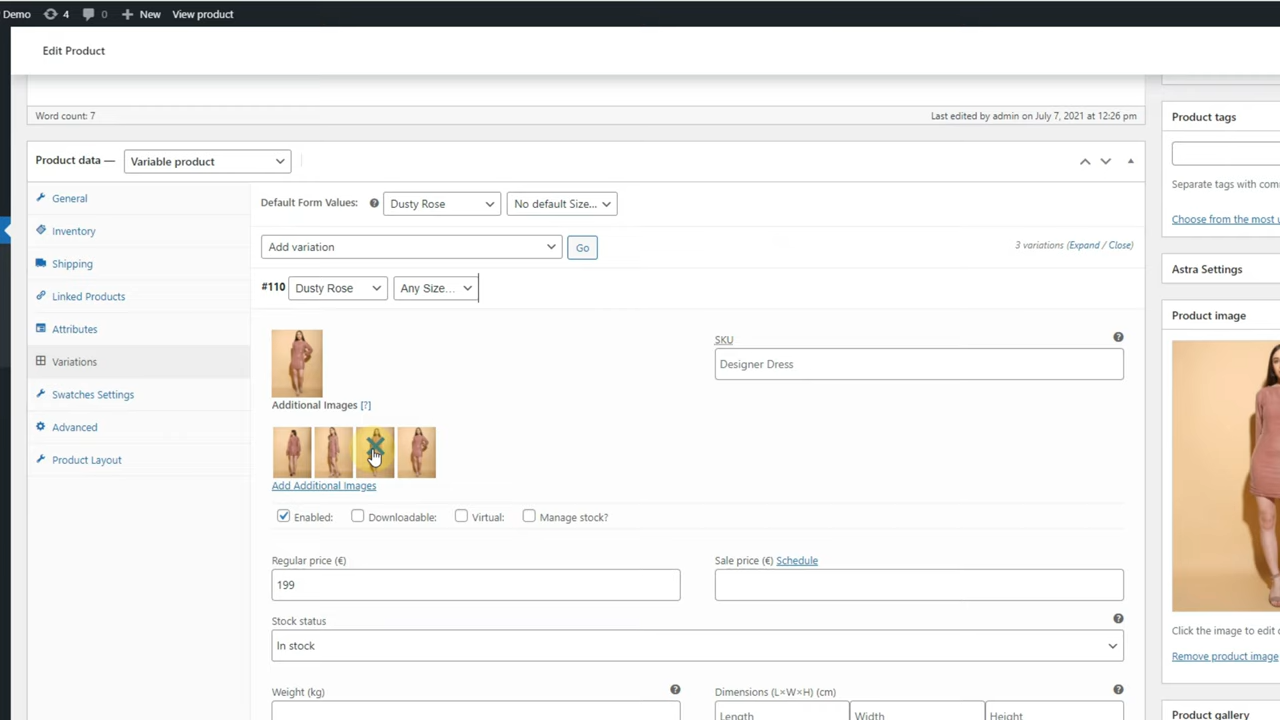 Demo 4 0 New View product
Edit Product
Word count: 7
Last edited by admin on July 7, 2021 at 12:26 pm
Product data — Variable product
General
Inventory
Shipping
Linked Products
Attributes
Variations
Swatches Settings
Advanced
Product Layout
Default Form Values: ? Dusty Rose No default Size...
Add variation Go
3 variations (Expand / Close)
#110 Dusty Rose Any Size...
SKU ?
Designer Dress
Additional Images [?]
Add Additional Images
Enabled: Downloadable: Virtual: Manage stock?
Regular price (€)
199
Sale price (€) Schedule
Stock status ?
In stock
Weight (kg) ?
Dimensions (L×W×H) (cm) ?
Length Width Height
Product tags
Separate tags with
Choose from the most
Astra Settings
Product image
Click the image to edit
Remove product image
Product gallery